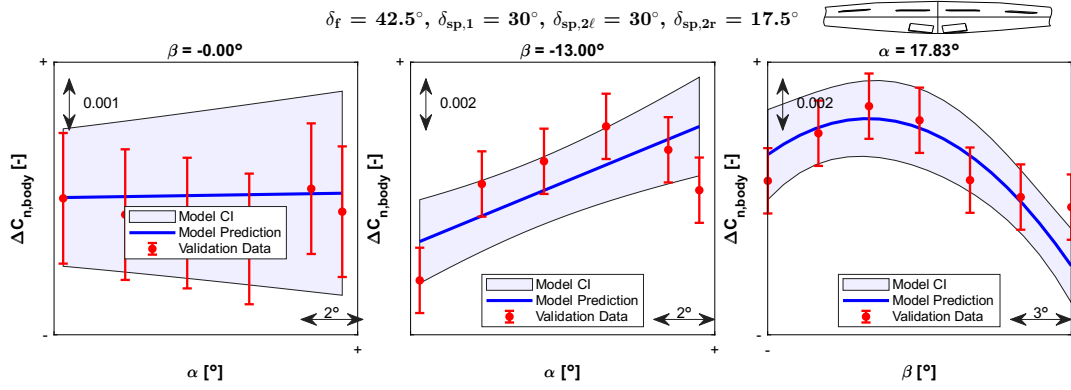 δf = 42.5°, δsp,1 = 30°, δsp,2ℓ = 30°, δsp,2r = 17.5°
β = -0.00°
β = -13.00°
α = 17.83°
+
+
+
0.001
0.002
0.002
ΔCn,body [-]
ΔCn,body [-]
ΔCn,body [-]
Model CI
Model Prediction
Validation Data
Model CI
Model Prediction
Validation Data
Model CI
Model Prediction
Validation Data
2°
2°
3°
-
-
-
+
+
-
α [°]
α [°]
β [°]